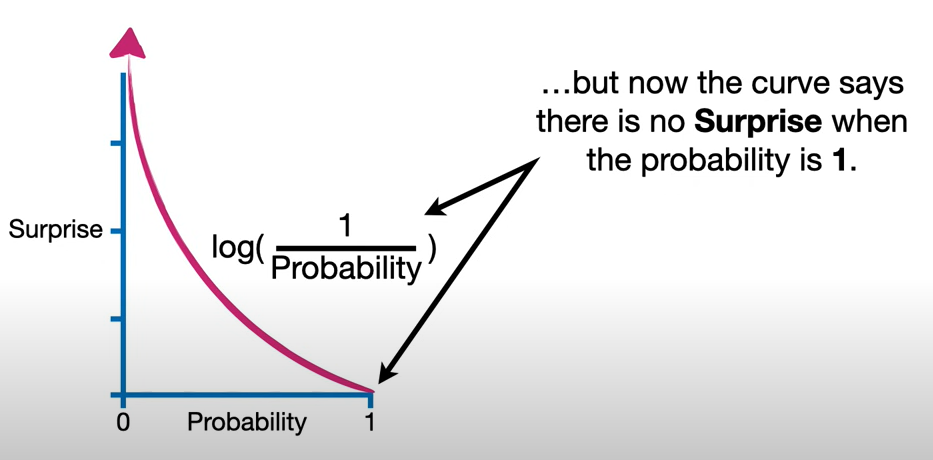 …but now the curve says
there is no Surprise when
the probability is 1.
Surprise
log( 1 / Probability )
0
Probability
1